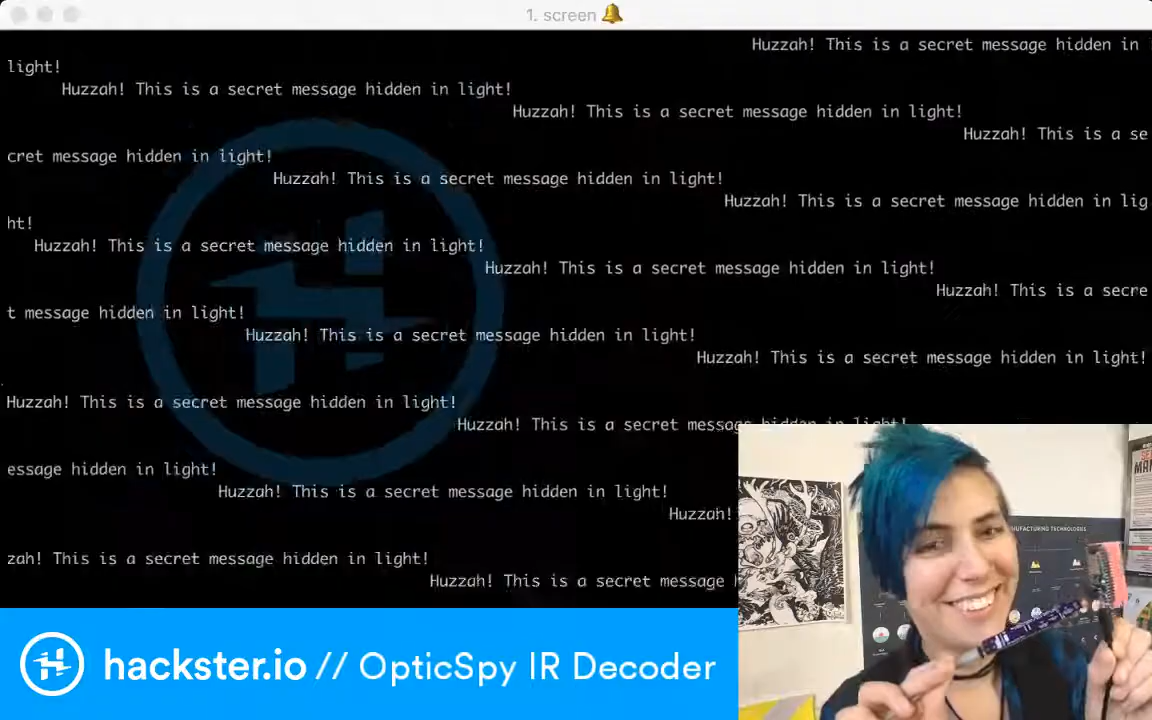 1. screen 🔔
Huzzah! This is a secret message hidden in
light!
Huzzah! This is a secret message hidden in light!
Huzzah! This is a secret message hidden in light!
Huzzah! This is a se
cret message hidden in light!
Huzzah! This is a secret message hidden in light!
Huzzah! This is a secret message hidden in lig
ht!
Huzzah! This is a secret message hidden in light!
Huzzah! This is a secret message hidden in light!
Huzzah! This is a secre
t message hidden in light!
Huzzah! This is a secret message hidden in light!
Huzzah! This is a secret message hidden in light!
Huzzah! This is a secret message hidden in light!
Huzzah! This is a secret message hidden in light!
essage hidden in light!
Huzzah! This is a secret message hidden in light!
Huzzah!
zah! This is a secret message hidden in light!
Huzzah! This is a secret message
NUFACTURING TECHNOLOGIES
hackster.io // OpticSpy IR Decoder